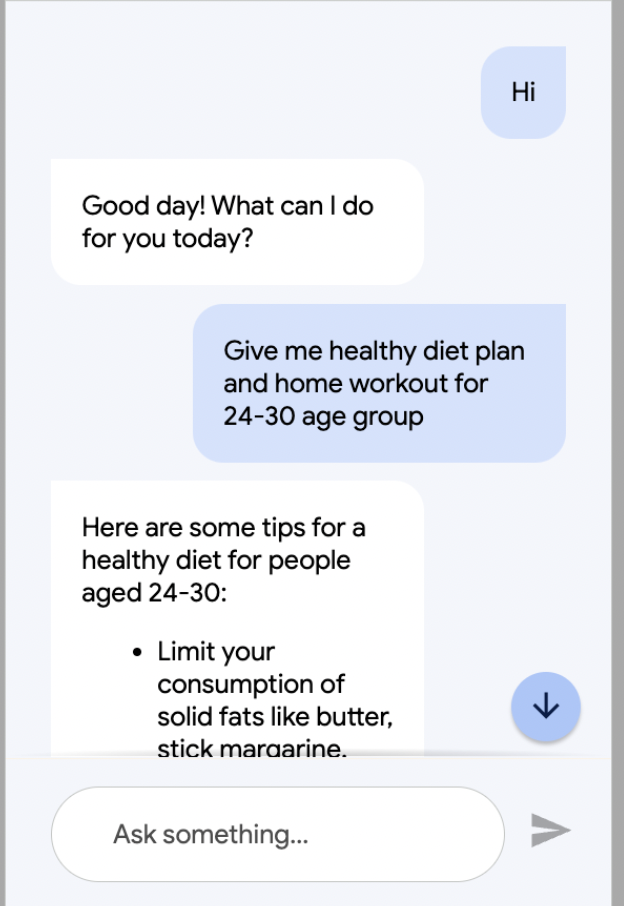 Hi
Good day! What can I do
for you today?
Give me healthy diet plan
and home workout for
24-30 age group
Here are some tips for a
healthy diet for people
aged 24-30:
• Limit your
consumption of
solid fats like butter,
stick margarine,
Ask something...